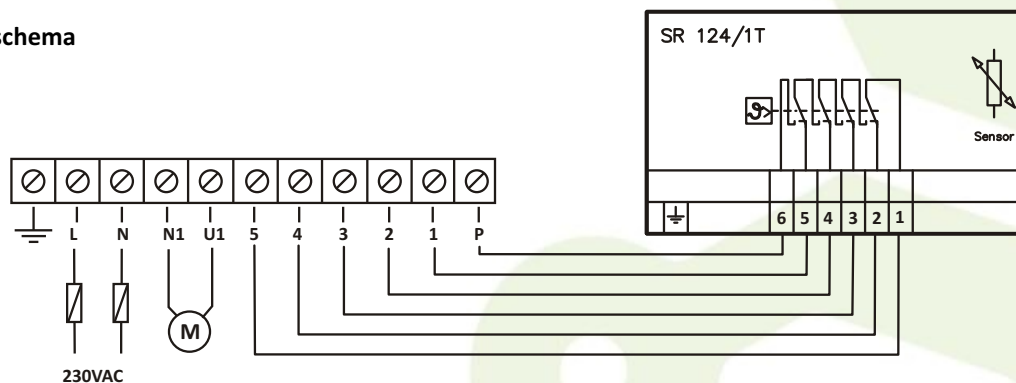 schema
SR 124/1T
ϑ>
Sensor
6 5 4 3 2 1
L N N1 U1 5 4 3 2 1 P
M
230VAC